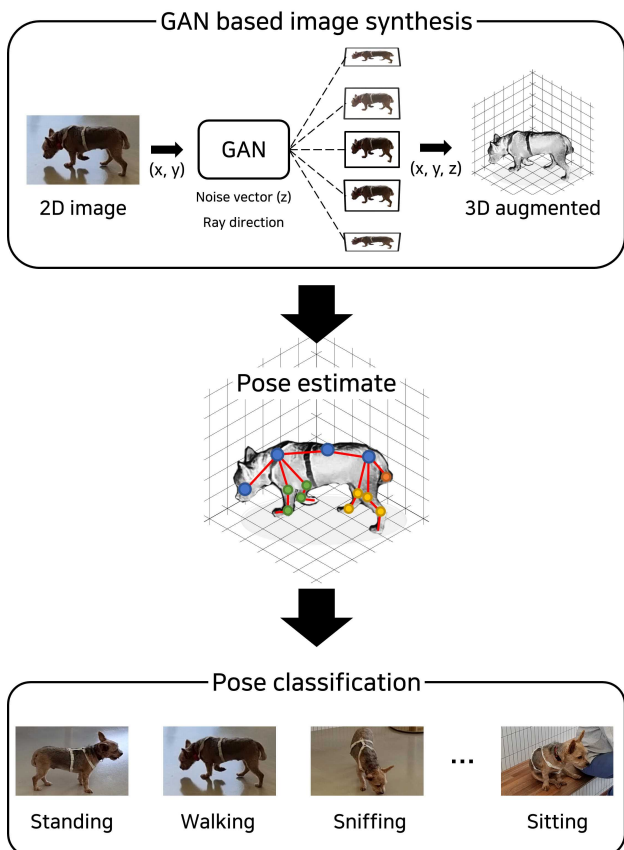 GAN based image synthesis
GAN
(x, y)
(x, y, z)
Noise vector (z)
2D image
3D augmented
Ray direction
Pose estimate
Pose classification
...
Standing
Walking
Sniffing
Sitting